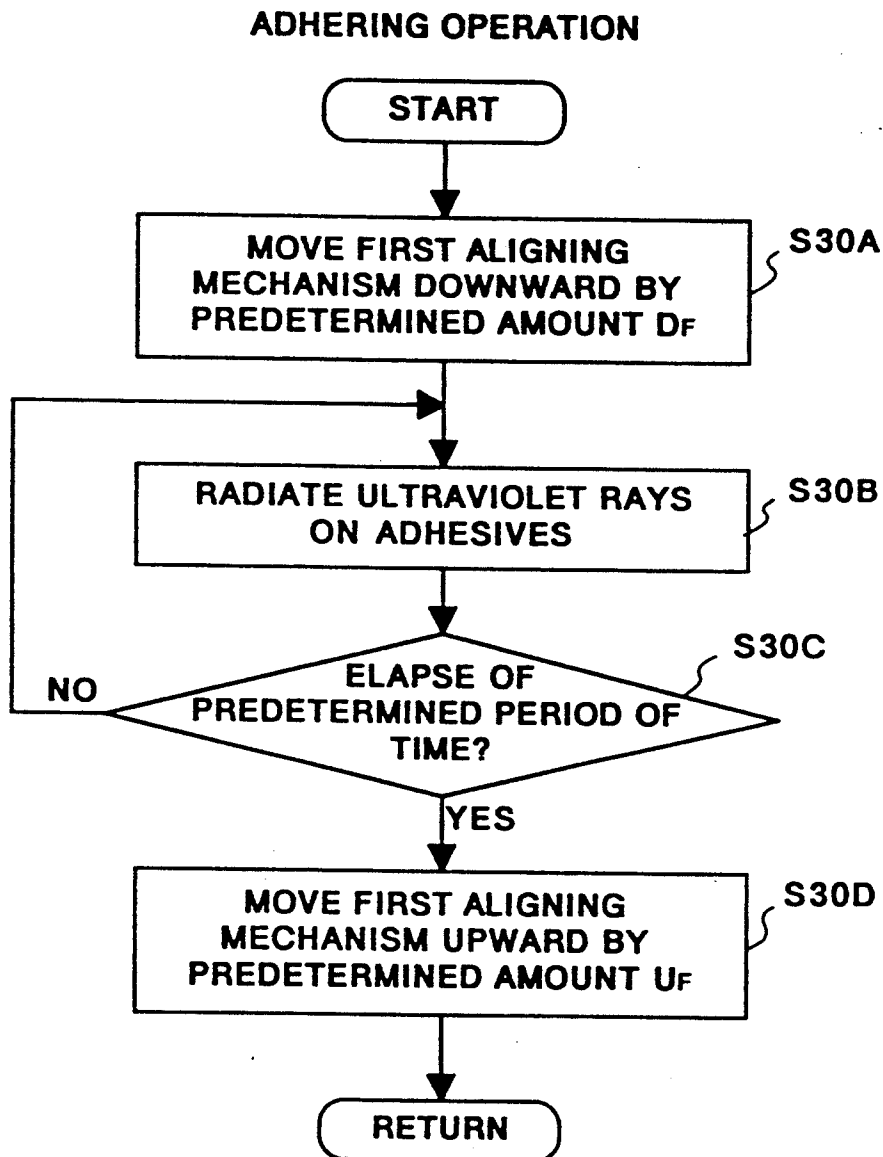 ADHERING OPERATION
START
MOVE FIRST ALIGNING
MECHANISM DOWNWARD BY
PREDETERMINED AMOUNT DF
S30A
RADIATE ULTRAVIOLET RAYS
ON ADHESIVES
S30B
ELAPSE OF
PREDETERMINED PERIOD OF
TIME?
S30C
NO
YES
MOVE FIRST ALIGNING
MECHANISM UPWARD BY
PREDETERMINED AMOUNT UF
S30D
RETURN